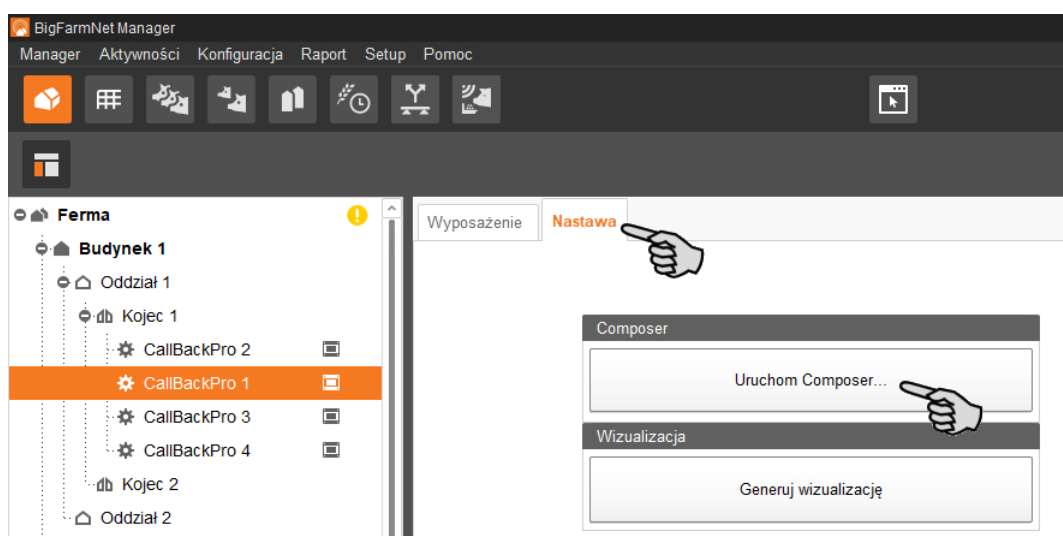 BigFarmNet Manager
Manager Aktywności Konfiguracja Raport Setup Pomoc
Ferma
Budynek 1
Oddział 1
Kojec 1
CallBackPro 2
CallBackPro 1
CallBackPro 3
CallBackPro 4
Kojec 2
Oddział 2
Wyposażenie Nastawa
Composer
Uruchom Composer...
Wizualizacja
Generuj wizualizację